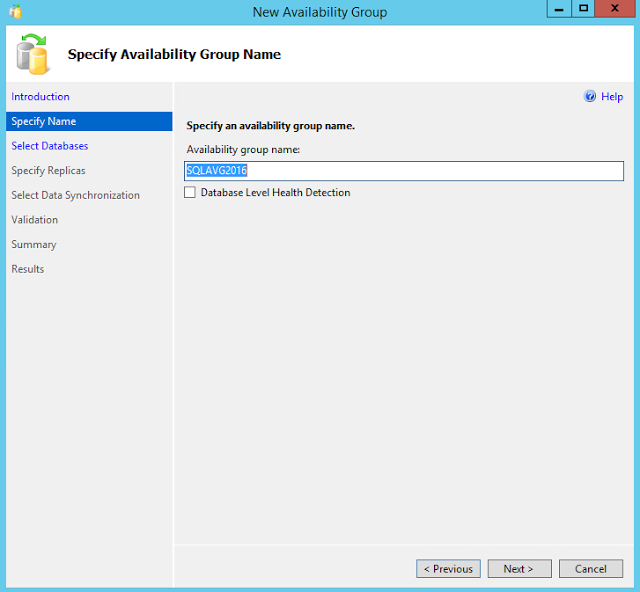 New Availability Group
Specify Availability Group Name
Introduction
Specify Name
Select Databases
Specify Replicas
Select Data Synchronization
Validation
Summary
Results
Help
Specify an availability group name.
Availability group name:
SQLAVG2016
Database Level Health Detection
< Previous
Next >
Cancel